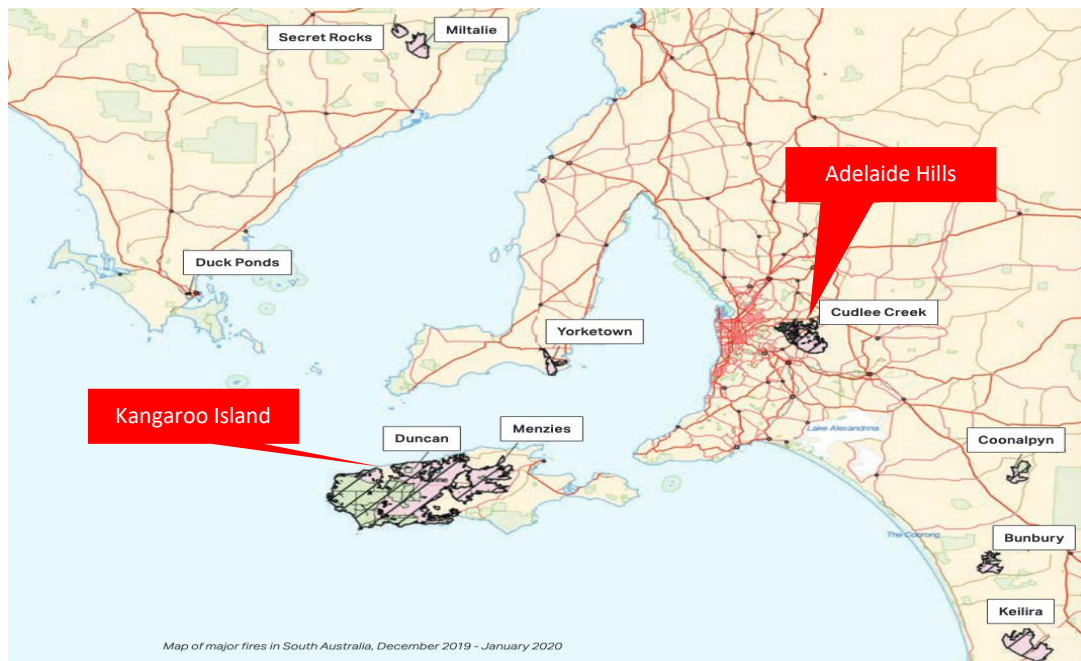 Secret Rocks
Miltalie
Adelaide Hills
Duck Ponds
Cudlee Creek
Yorketown
Kangaroo Island
Duncan
Menzies
Lake Alexandrina
Coonalpyn
The Coorong
Bunbury
Keilira
Map of major fires in South Australia, December 2019 - January 2020